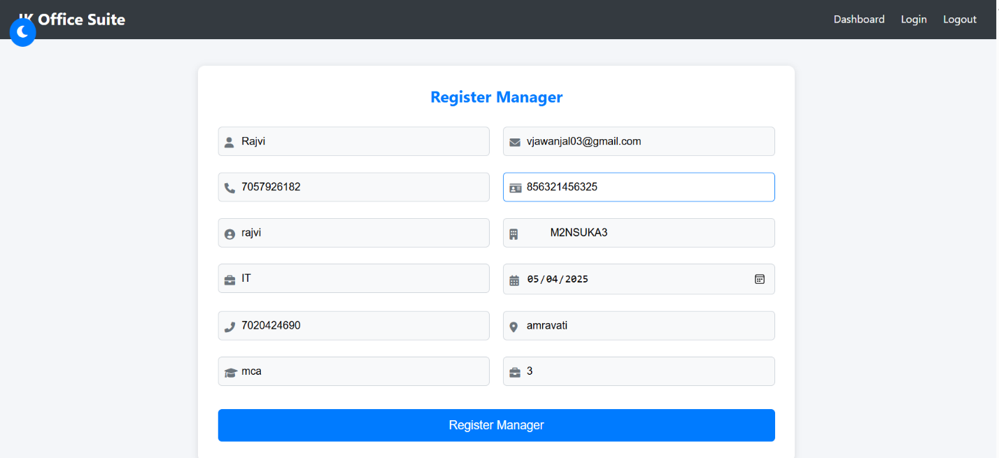 JK Office Suite
Dashboard Login Logout
Register Manager
Rajvi
vjawanjal03@gmail.com
7057926182
856321456325
rajvi
M2NSUKA3
IT
05/04/2025
7020424690
amravati
mca
3
Register Manager